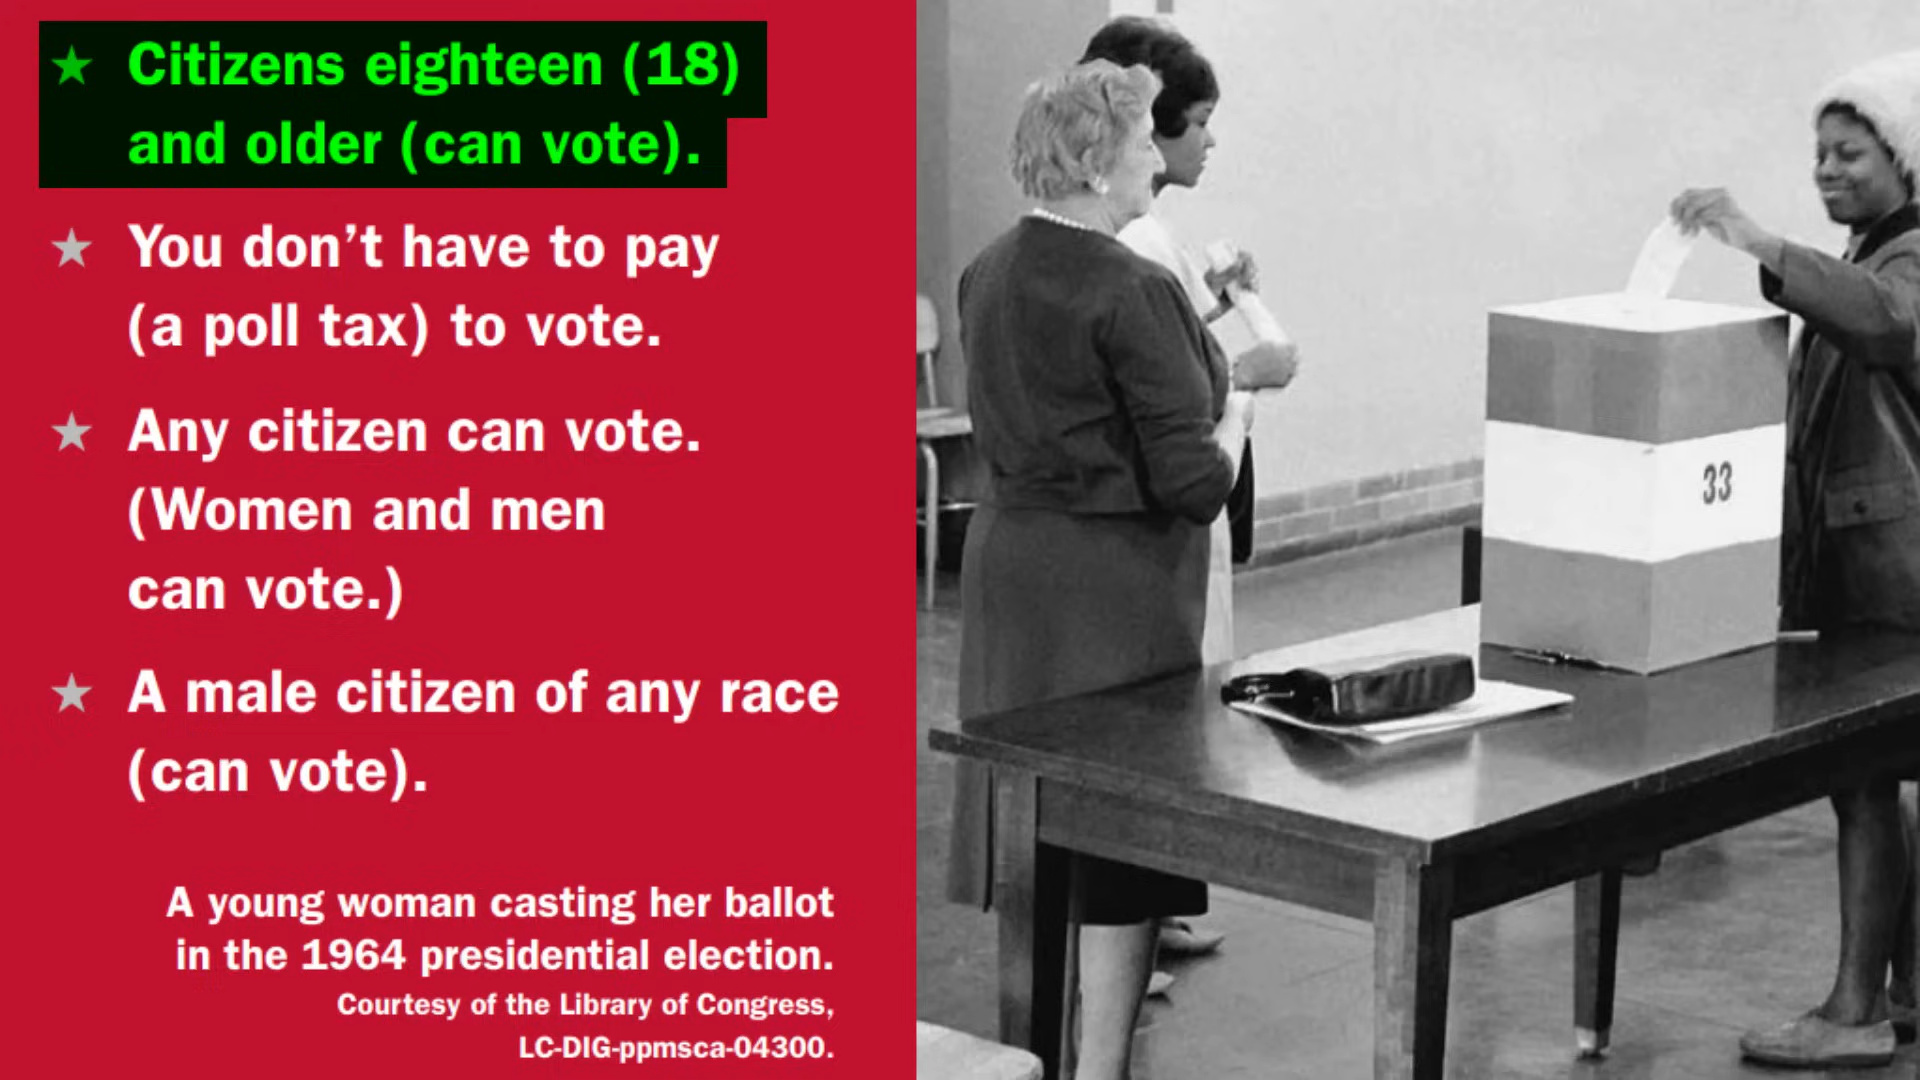 ★ Citizens eighteen (18)
and older (can vote).
★ You don’t have to pay
(a poll tax) to vote.
★ Any citizen can vote.
(Women and men
can vote.)
★ A male citizen of any race
(can vote).
A young woman casting her ballot
in the 1964 presidential election.
Courtesy of the Library of Congress,
LC-DIG-ppmsca-04300.
33